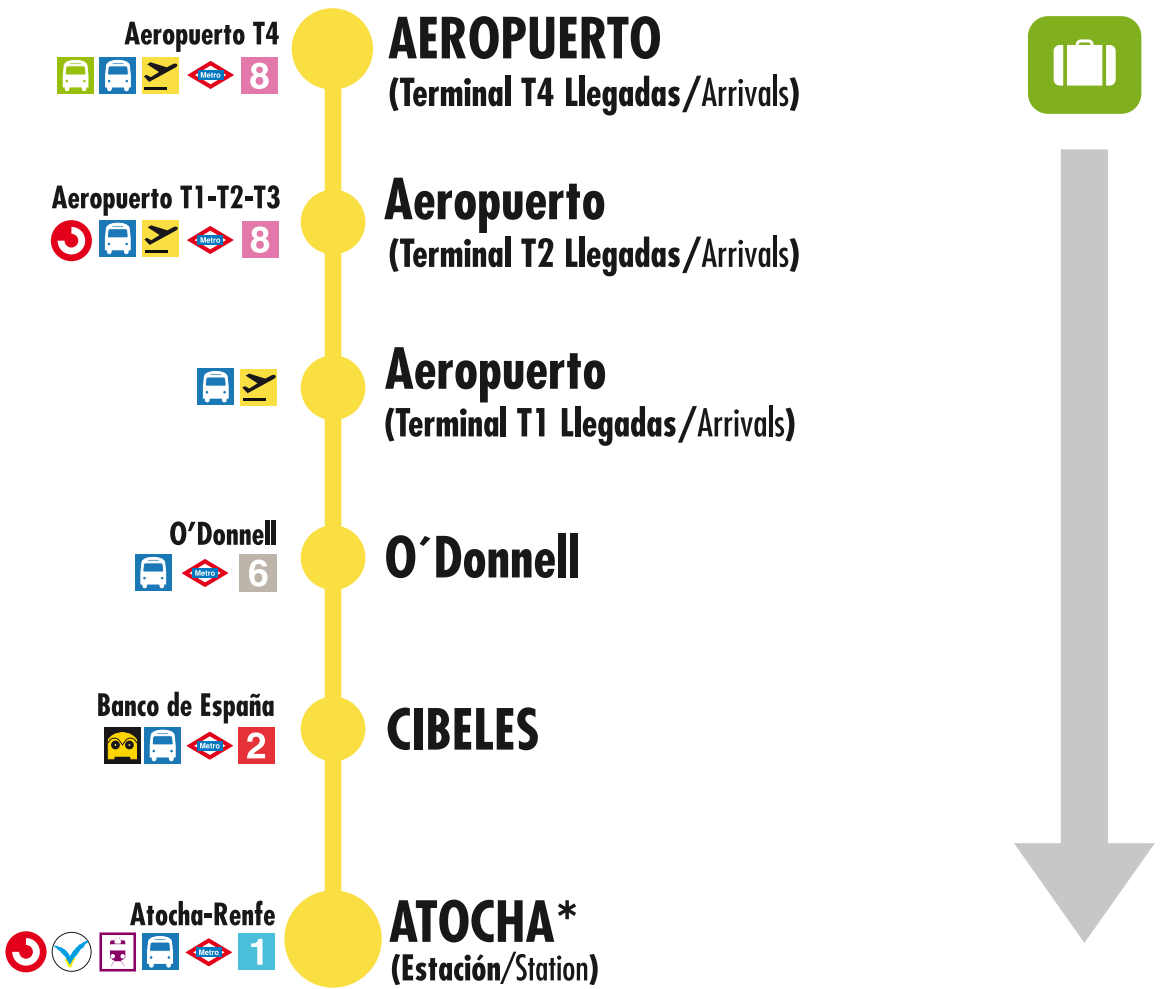 Aeropuerto T4
Metro 8
AEROPUERTO
(Terminal T4 Llegadas/Arrivals)
Aeropuerto T1-T2-T3
Metro 8
Aeropuerto
(Terminal T2 Llegadas/Arrivals)
Aeropuerto
(Terminal T1 Llegadas/Arrivals)
O'Donnell
Metro 6
O´Donnell
Banco de España
Metro 2
CIBELES
Atocha-Renfe
Metro 1
ATOCHA*
(Estación/Station)